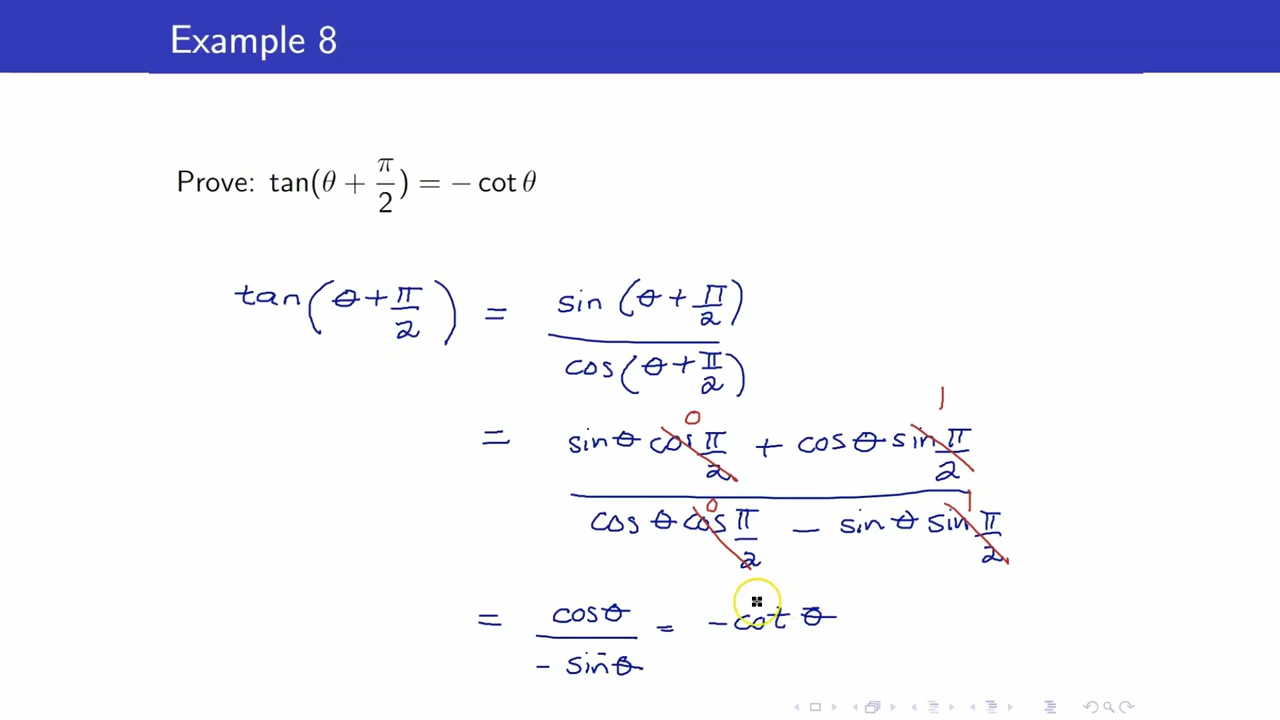 Example 8
Prove: tan(θ + π/2) = − cot θ
tan(θ + π/2) = sin(θ + π/2) / cos(θ + π/2)
0 1
= sin θ cos π/2 + cos θ sin π/2
0 1
cos θ cos π/2 − sin θ sin π/2
= cos θ / − sin θ = − cot θ